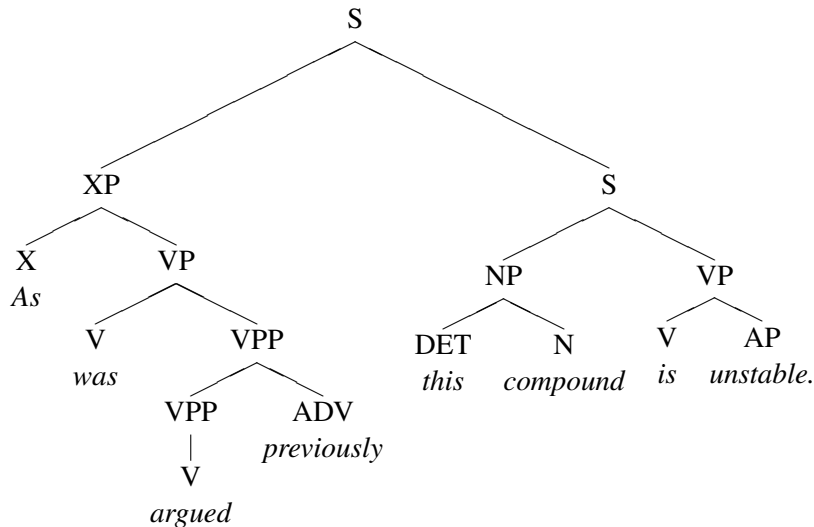 S
XP S
X VP NP VP
As
V VPP DET N V AP
was this compound is unstable.
VPP ADV
previously
V
argued